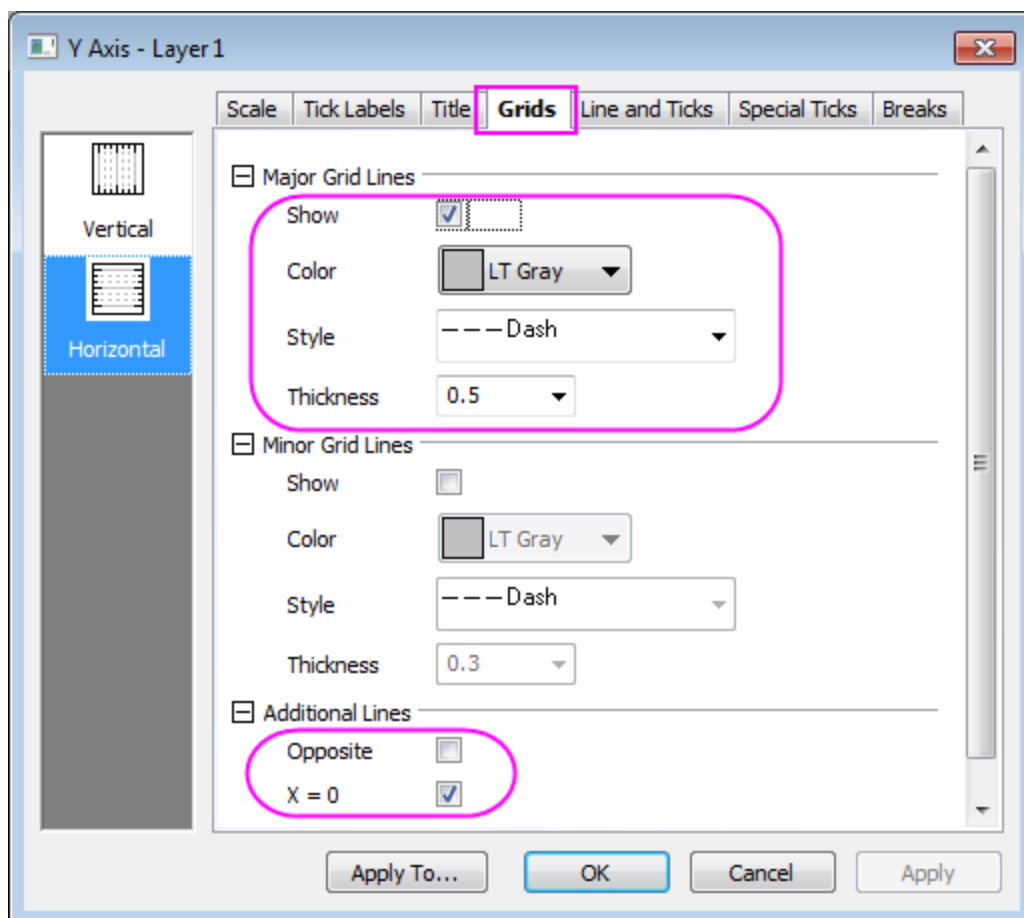 Y Axis - Layer 1
Scale Tick Labels Title Grids Line and Ticks Special Ticks Breaks
Vertical
Horizontal
Major Grid Lines
Show
Color LT Gray
Style ———Dash
Thickness 0.5
Minor Grid Lines
Show
Color LT Gray
Style ———Dash
Thickness 0.3
Additional Lines
Opposite
X = 0
Apply To... OK Cancel Apply